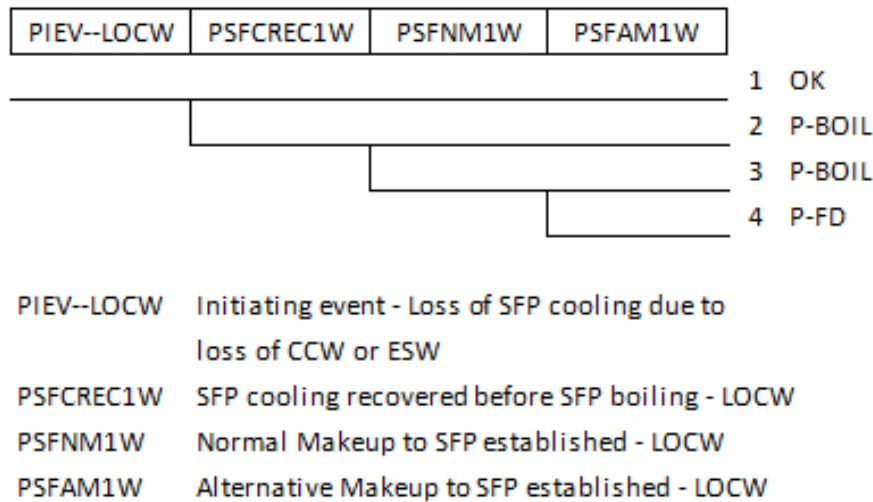 PIEV--LOCW PSFCREC1W PSFNM1W PSFAM1W
1 OK
2 P-BOIL
3 P-BOIL
4 P-FD
PIEV--LOCW Initiating event - Loss of SFP cooling due to
loss of CCW or ESW
PSFCREC1W SFP cooling recovered before SFP boiling - LOCW
PSFNM1W Normal Makeup to SFP established - LOCW
PSFAM1W Alternative Makeup to SFP established - LOCW